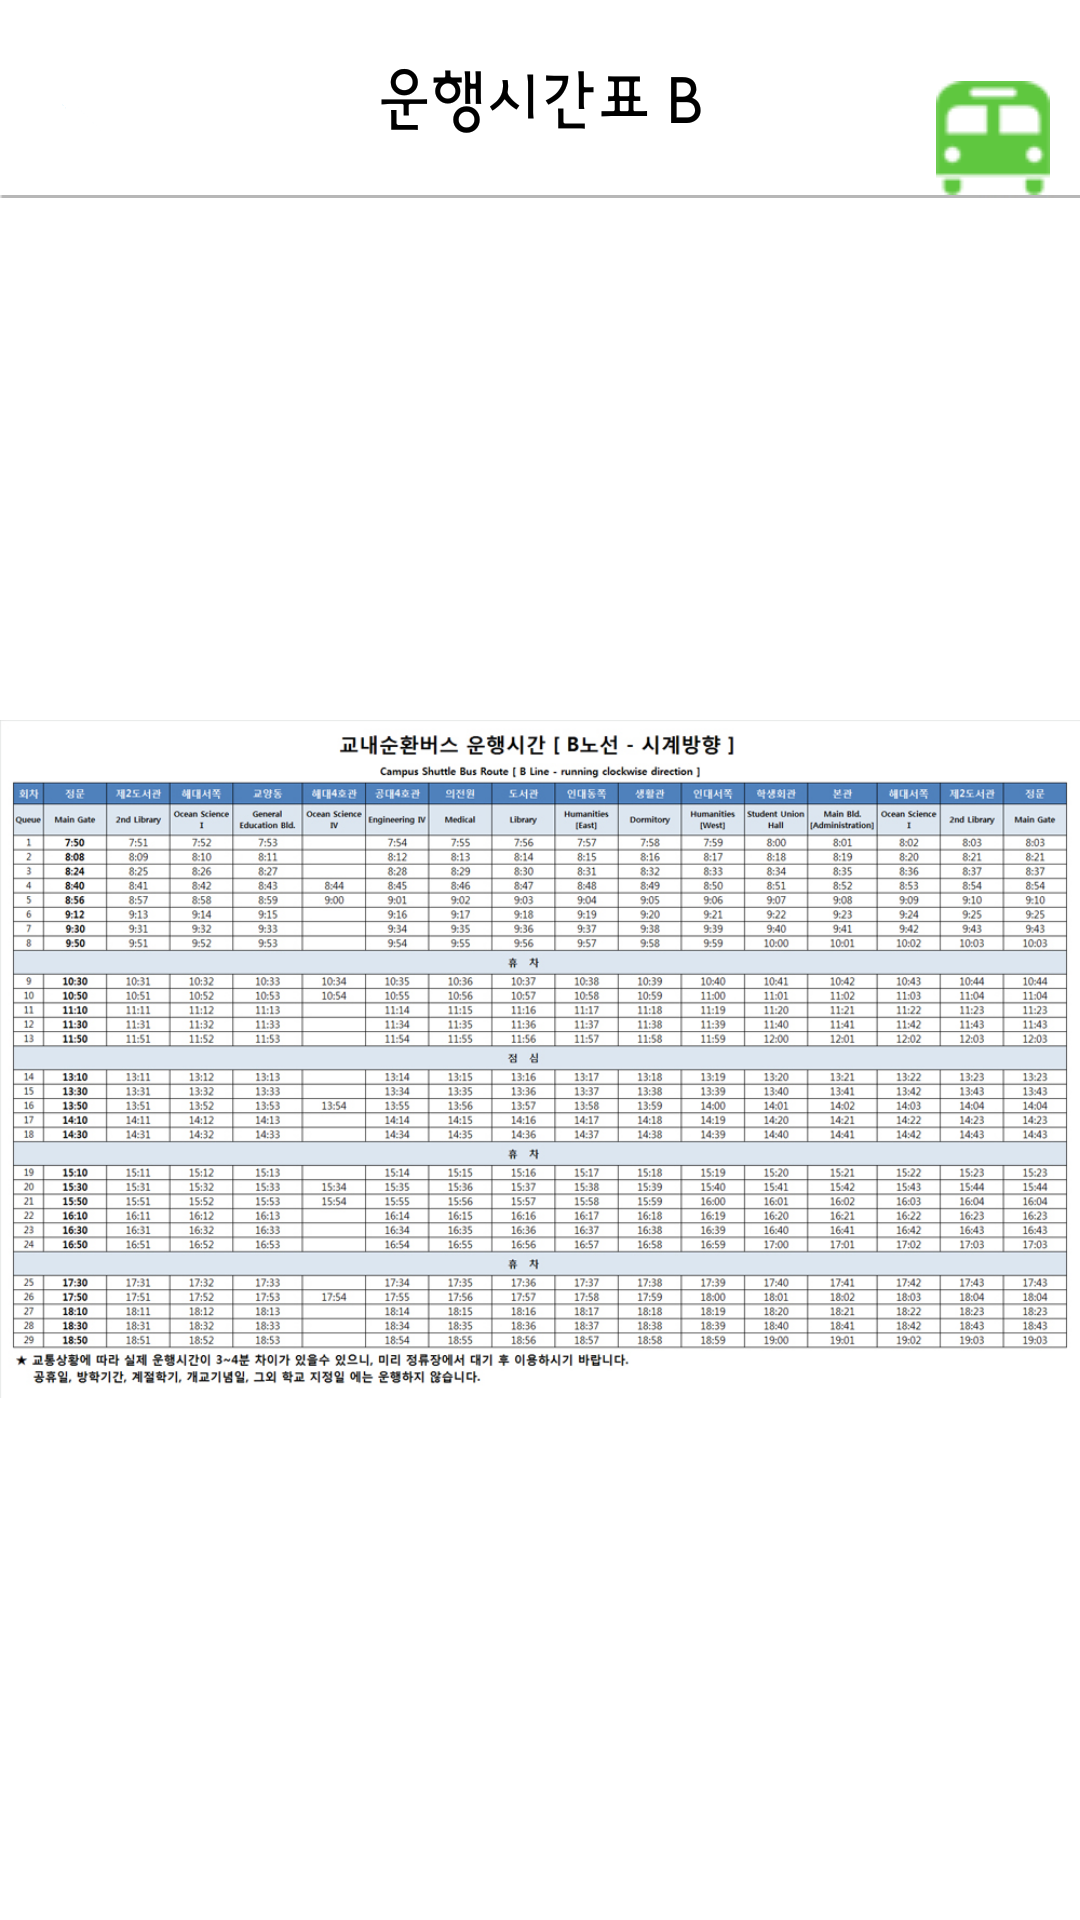 운행시간표 B
교내순환버스 운행시간 [ B노선 - 시계방향 ]
Campus Shuttle Bus Route [ B Line - running clockwise direction ]
회차 정문 제2도서관 해대서쪽 교양동 해대4호관 공대4호관 의전원 도서관 인대동쪽 생활관 인대서쪽 학생회관 본관 해대서쪽 제2도서관 정문
Queue Main Gate 2nd Library Ocean Science I General Education Bld. Ocean Science IV Engineering IV Medical Library Humanities [East] Dormitory Humanities [West] Student Union Hall Main Bld. [Administration] Ocean Science I 2nd Library Main Gate
1 7:50 7:51 7:52 7:53 7:54 7:55 7:56 7:57 7:58 7:59 8:00 8:01 8:02 8:03 8:03
2 8:08 8:09 8:10 8:11 8:12 8:13 8:14 8:15 8:16 8:17 8:18 8:19 8:20 8:21 8:21
3 8:24 8:25 8:26 8:27 8:28 8:29 8:30 8:31 8:32 8:33 8:34 8:35 8:36 8:37 8:37
4 8:40 8:41 8:42 8:43 8:44 8:45 8:46 8:47 8:48 8:49 8:50 8:51 8:52 8:53 8:54 8:54
5 8:56 8:57 8:58 8:59 9:00 9:01 9:02 9:03 9:04 9:05 9:06 9:07 9:08 9:09 9:10 9:10
6 9:12 9:13 9:14 9:15 9:16 9:17 9:18 9:19 9:20 9:21 9:22 9:23 9:24 9:25 9:25
7 9:30 9:31 9:32 9:33 9:34 9:35 9:36 9:37 9:38 9:39 9:40 9:41 9:42 9:43 9:43
8 9:50 9:51 9:52 9:53 9:54 9:55 9:56 9:57 9:58 9:59 10:00 10:01 10:02 10:03 10:03
휴 차
9 10:30 10:31 10:32 10:33 10:34 10:35 10:36 10:37 10:38 10:39 10:40 10:41 10:42 10:43 10:44 10:44
10 10:50 10:51 10:52 10:53 10:54 10:55 10:56 10:57 10:58 10:59 11:00 11:01 11:02 11:03 11:04 11:04
11 11:10 11:11 11:12 11:13 11:14 11:15 11:16 11:17 11:18 11:19 11:20 11:21 11:22 11:23 11:23
12 11:30 11:31 11:32 11:33 11:34 11:35 11:36 11:37 11:38 11:39 11:40 11:41 11:42 11:43 11:43
13 11:50 11:51 11:52 11:53 11:54 11:55 11:56 11:57 11:58 11:59 12:00 12:01 12:02 12:03 12:03
점 심
14 13:10 13:11 13:12 13:13 13:14 13:15 13:16 13:17 13:18 13:19 13:20 13:21 13:22 13:23 13:23
15 13:30 13:31 13:32 13:33 13:34 13:35 13:36 13:37 13:38 13:39 13:40 13:41 13:42 13:43 13:43
16 13:50 13:51 13:52 13:53 13:54 13:55 13:56 13:57 13:58 13:59 14:00 14:01 14:02 14:03 14:04 14:04
17 14:10 14:11 14:12 14:13 14:14 14:15 14:16 14:17 14:18 14:19 14:20 14:21 14:22 14:23 14:23
18 14:30 14:31 14:32 14:33 14:34 14:35 14:36 14:37 14:38 14:39 14:40 14:41 14:42 14:43 14:43
휴 차
19 15:10 15:11 15:12 15:13 15:14 15:15 15:16 15:17 15:18 15:19 15:20 15:21 15:22 15:23 15:23
20 15:30 15:31 15:32 15:33 15:34 15:35 15:36 15:37 15:38 15:39 15:40 15:41 15:42 15:43 15:44 15:44
21 15:50 15:51 15:52 15:53 15:54 15:55 15:56 15:57 15:58 15:59 16:00 16:01 16:02 16:03 16:04 16:04
22 16:10 16:11 16:12 16:13 16:14 16:15 16:16 16:17 16:18 16:19 16:20 16:21 16:22 16:23 16:23
23 16:30 16:31 16:32 16:33 16:34 16:35 16:36 16:37 16:38 16:39 16:40 16:41 16:42 16:43 16:43
24 16:50 16:51 16:52 16:53 16:54 16:55 16:56 16:57 16:58 16:59 17:00 17:01 17:02 17:03 17:03
휴 차
25 17:30 17:31 17:32 17:33 17:34 17:35 17:36 17:37 17:38 17:39 17:40 17:41 17:42 17:43 17:43
26 17:50 17:51 17:52 17:53 17:54 17:55 17:56 17:57 17:58 17:59 18:00 18:01 18:02 18:03 18:04 18:04
27 18:10 18:11 18:12 18:13 18:14 18:15 18:16 18:17 18:18 18:19 18:20 18:21 18:22 18:23 18:23
28 18:30 18:31 18:32 18:33 18:34 18:35 18:36 18:37 18:38 18:39 18:40 18:41 18:42 18:43 18:43
29 18:50 18:51 18:52 18:53 18:54 18:55 18:56 18:57 18:58 18:59 19:00 19:01 19:02 19:03 19:03
★ 교통상황에 따라 실제 운행시간이 3~4분 차이가 있을수 있으니, 미리 정류장에서 대기 후 이용하시기 바랍니다.
공휴일, 방학기간, 계절학기, 개교기념일, 그외 학교 지정일 에는 운행하지 않습니다.